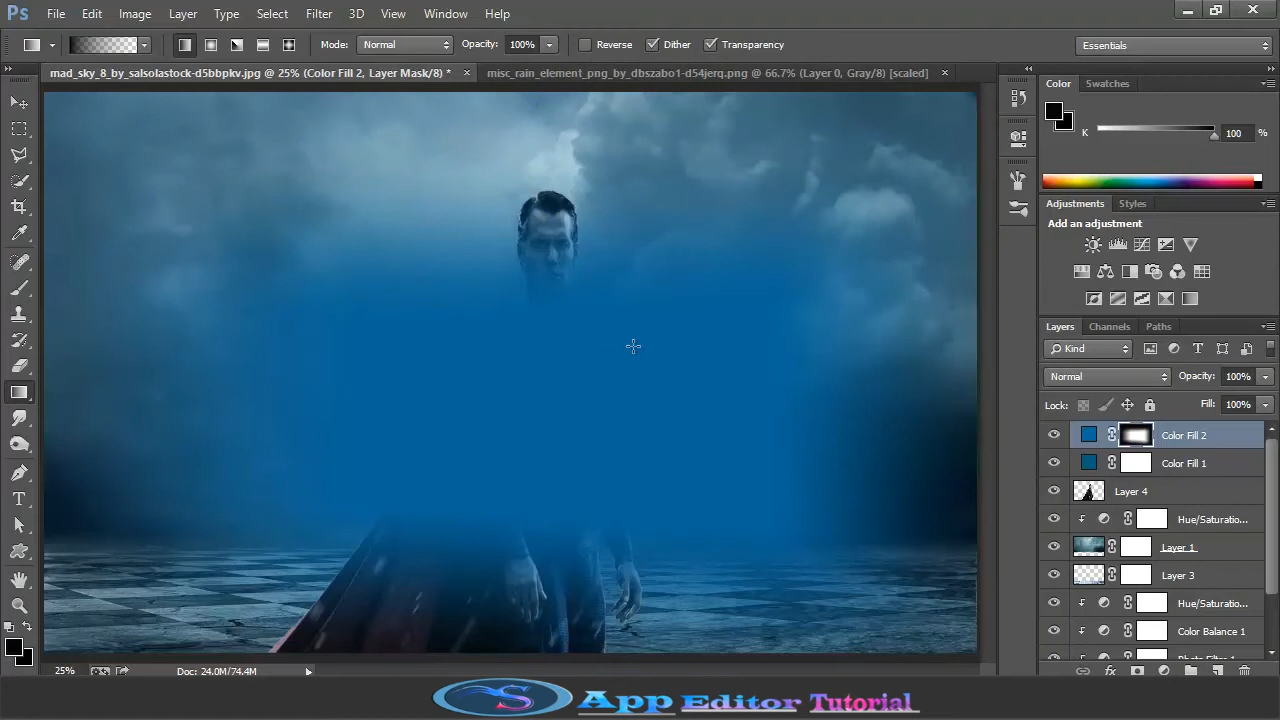 Ps File Edit Image Layer Type Select Filter 3D View Window Help
Mode: Normal Opacity: 100% Reverse Dither Transparency Essentials
mad_sky_8_by_salsolastock-d5bbpkv.jpg @ 25% (Color Fill 2, Layer Mask/8) * misc_rain_element_png_by_dbszabo1-d54jerq.png @ 66.7% (Layer 0, Gray/8) [scaled]
Color Swatches
K 100 %
Adjustments Styles
Add an adjustment
Layers Channels Paths
Kind
Normal Opacity: 100%
Lock: Fill: 100%
Color Fill 2
Color Fill 1
Layer 4
Hue/Saturatio...
Layer 1
Layer 3
Hue/Saturatio...
Color Balance 1
Photo Filter 1
25% Doc: 24.0M/74.4M
S App Editor Tutorial